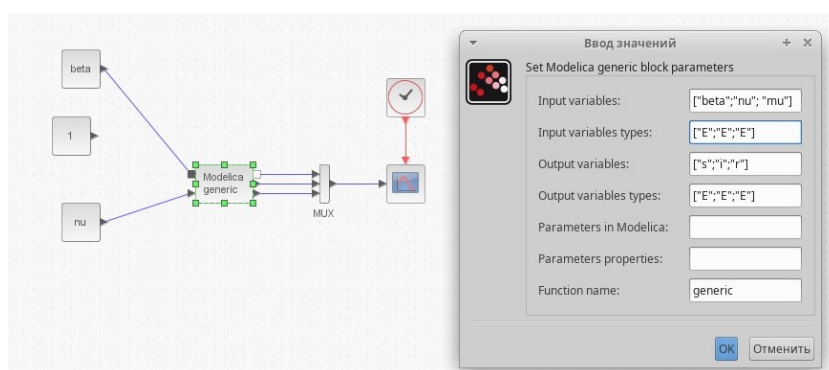 beta
1
nu
Modelica
generic
MUX
Ввод значений
Set Modelica generic block parameters
Input variables: ["beta";"nu"; "mu"]
Input variables types: ["E";"E";"E"]
Output variables: ["s";"i";"r"]
Output variables types: ["E";"E";"E"]
Parameters in Modelica:
Parameters properties:
Function name: generic
OK Отменить